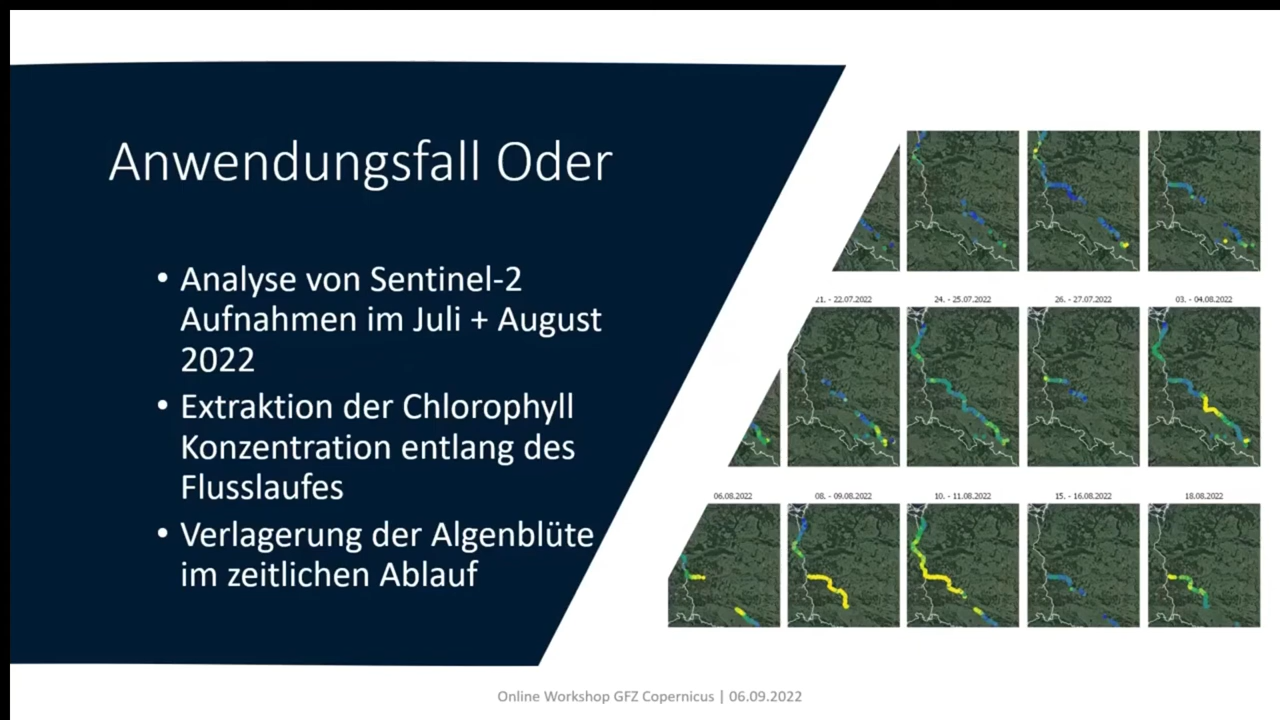 Anwendungsfall Oder
• Analyse von Sentinel-2
Aufnahmen im Juli + August
2022
• Extraktion der Chlorophyll
Konzentration entlang des
Flusslaufes
• Verlagerung der Algenblüte
im zeitlichen Ablauf
21. - 22.07.2022
24. - 25.07.2022
26. - 27.07.2022
03. - 04.08.2022
06.08.2022
08. - 09.08.2022
10. - 11.08.2022
15. - 16.08.2022
18.08.2022
Online Workshop GFZ Copernicus | 06.09.2022